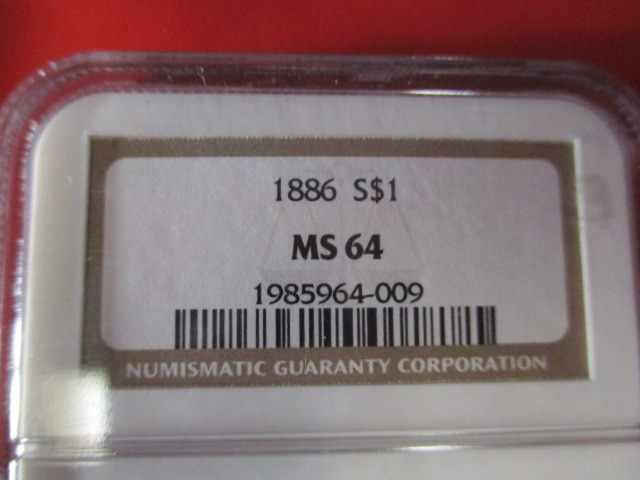 1886 S$1
MS 64
1985964-009
NUMISMATIC GUARANTY CORPORATION